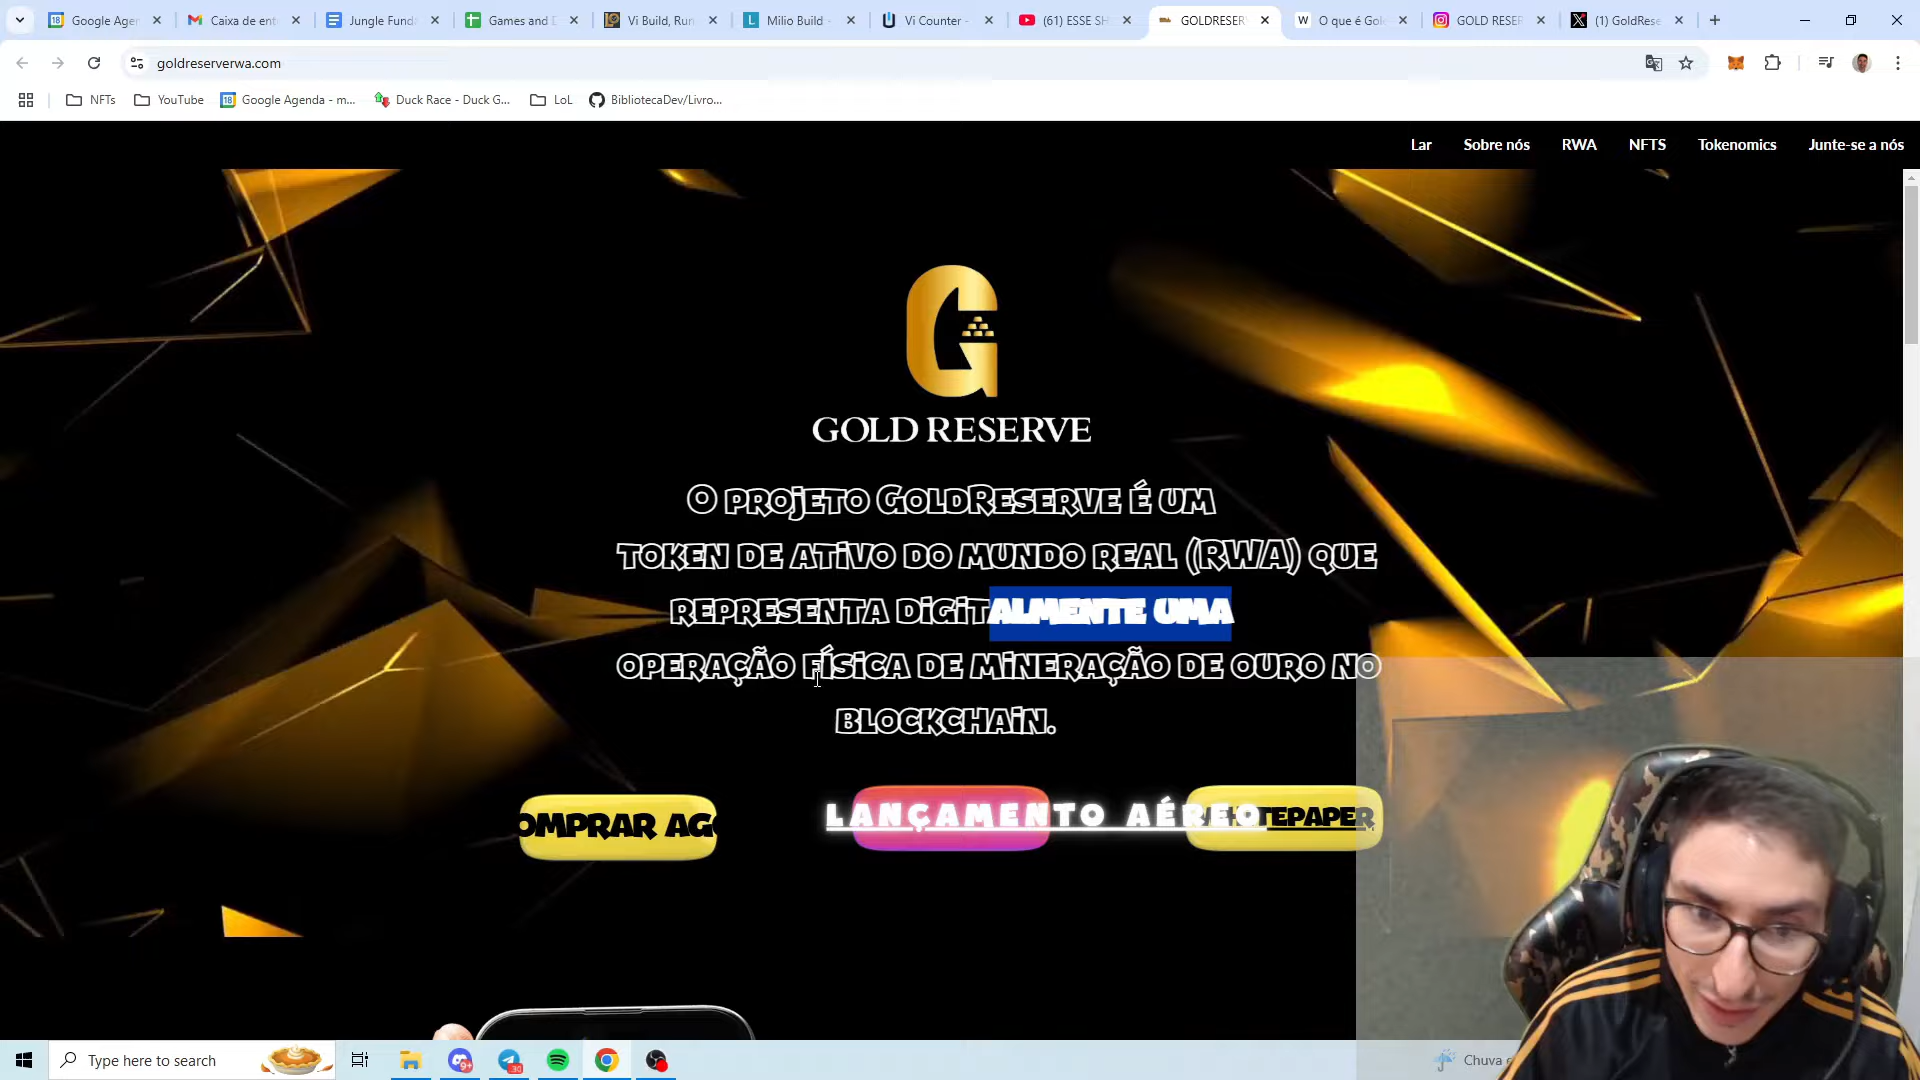 Google Agen
Caixa de ent
Jungle Funda
Games and D
Vi Build, Run
Milio Build -
Vi Counter -
(61) ESSE SH
GOLDRESER
O que é Gol
GOLD RESER
(1) GoldRese
goldreserverwa.com
NFTs
YouTube
Google Agenda - m...
Duck Race - Duck G...
LoL
BibliotecaDev/Livro...
Lar
Sobre nós
RWA
NFTS
Tokenomics
Junte-se a nós
GOLD RESERVE
O projeto GoldReserve é um
token de ativo do mundo real (RWA) que
representa digitalmente uma
operação física de mineração de ouro no
blockchain.
OMPRAR AGO
LANÇAMENTO AÉREO
TEPAPER
Type here to search
Chuva